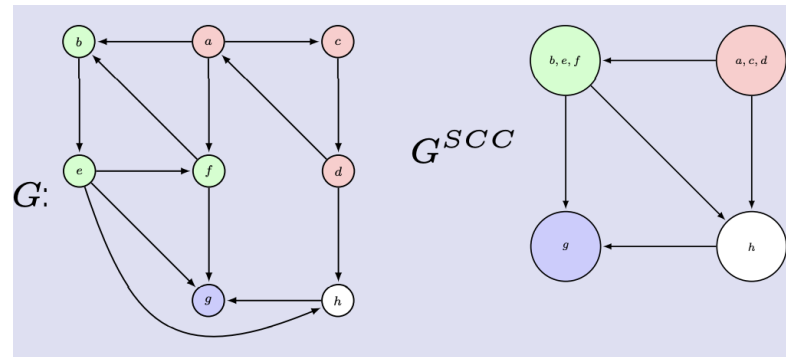 b a c
b, e, f a, c, d
G^{SCC}
e f d
G:
g h
g h